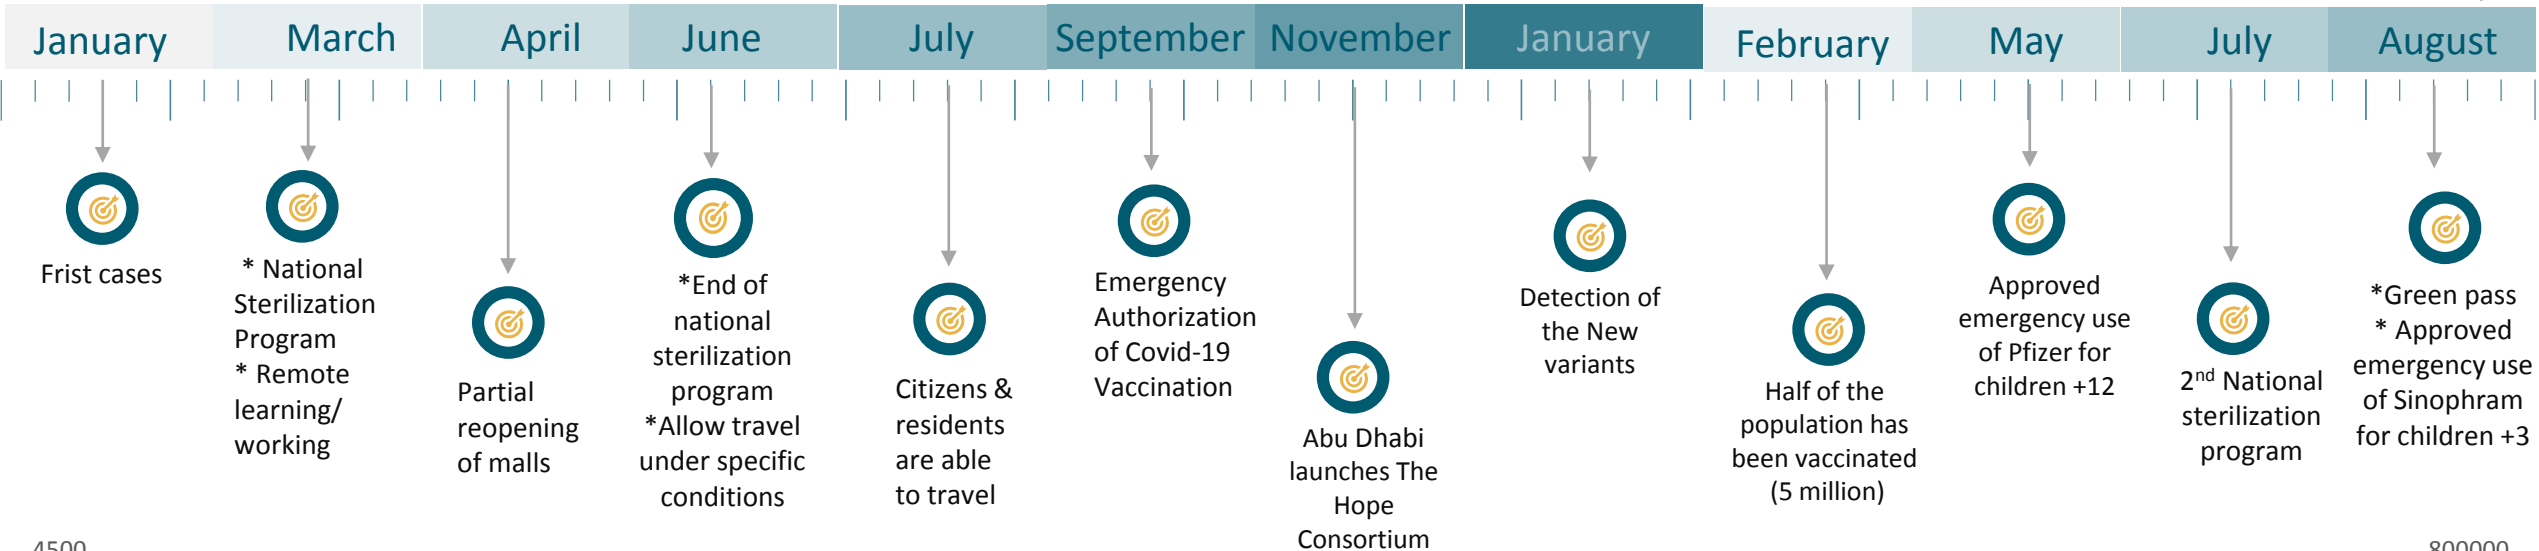 January March April June July September November January February May July August
Frist cases
* National
Sterilization
Program
* Remote
learning/
working
Partial
reopening
of malls
*End of
national
sterilization
program
*Allow travel
under specific
conditions
Citizens &
residents
are able
to travel
Emergency
Authorization
of Covid-19
Vaccination
Abu Dhabi
launches The
Hope
Consortium
Detection of
the New
variants
Half of the
population has
been vaccinated
(5 million)
Approved
emergency use
of Pfizer for
children +12
2nd National
sterilization
program
*Green pass
* Approved
emergency use
of Sinophram
for children +3
4500
800000